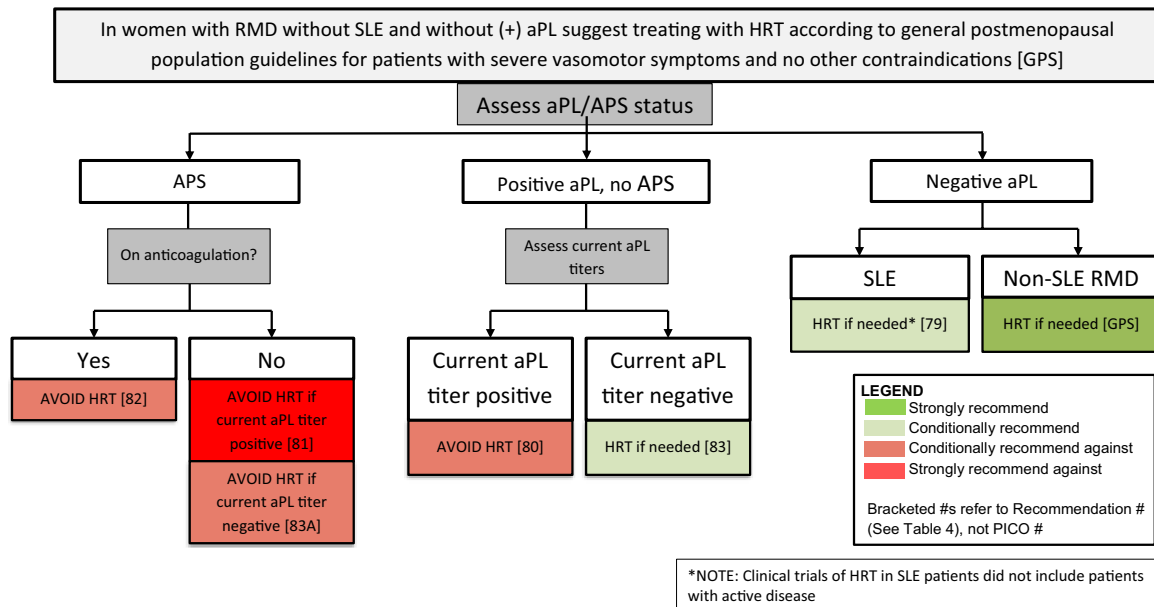 In women with RMD without SLE and without (+) aPL suggest treating with HRT according to general postmenopausal
population guidelines for patients with severe vasomotor symptoms and no other contraindications [GPS]
Assess aPL/APS status
APS
Positive aPL, no APS
Negative aPL
On anticoagulation?
Assess current aPL
titers
SLE
Non-SLE RMD
HRT if needed* [79]
HRT if needed [GPS]
Yes
No
AVOID HRT [82]
AVOID HRT if
current aPL titer
positive [81]
AVOID HRT if
current aPL titer
negative [83A]
Current aPL
titer positive
Current aPL
titer negative
AVOID HRT [80]
HRT if needed [83]
LEGEND
Strongly recommend
Conditionally recommend
Conditionally recommend against
Strongly recommend against
Bracketed #s refer to Recommendation #
(See Table 4), not PICO #
*NOTE: Clinical trials of HRT in SLE patients did not include patients
with active disease